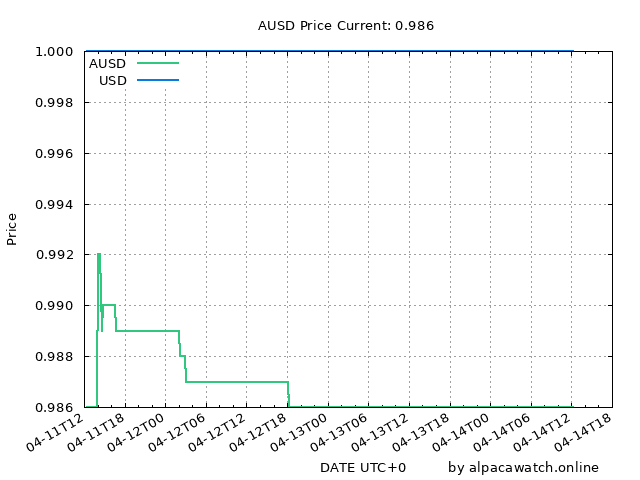 AUSD Price Current: 0.986
1.000
0.998
0.996
0.994
0.992
0.990
0.988
0.986
Price
AUSD
USD
04-11T12
04-11T18
04-12T00
04-12T06
04-12T12
04-12T18
04-13T00
04-13T06
04-13T12
04-13T18
04-14T00
04-14T06
04-14T12
04-14T18
DATE UTC+0
by alpacawatch.online